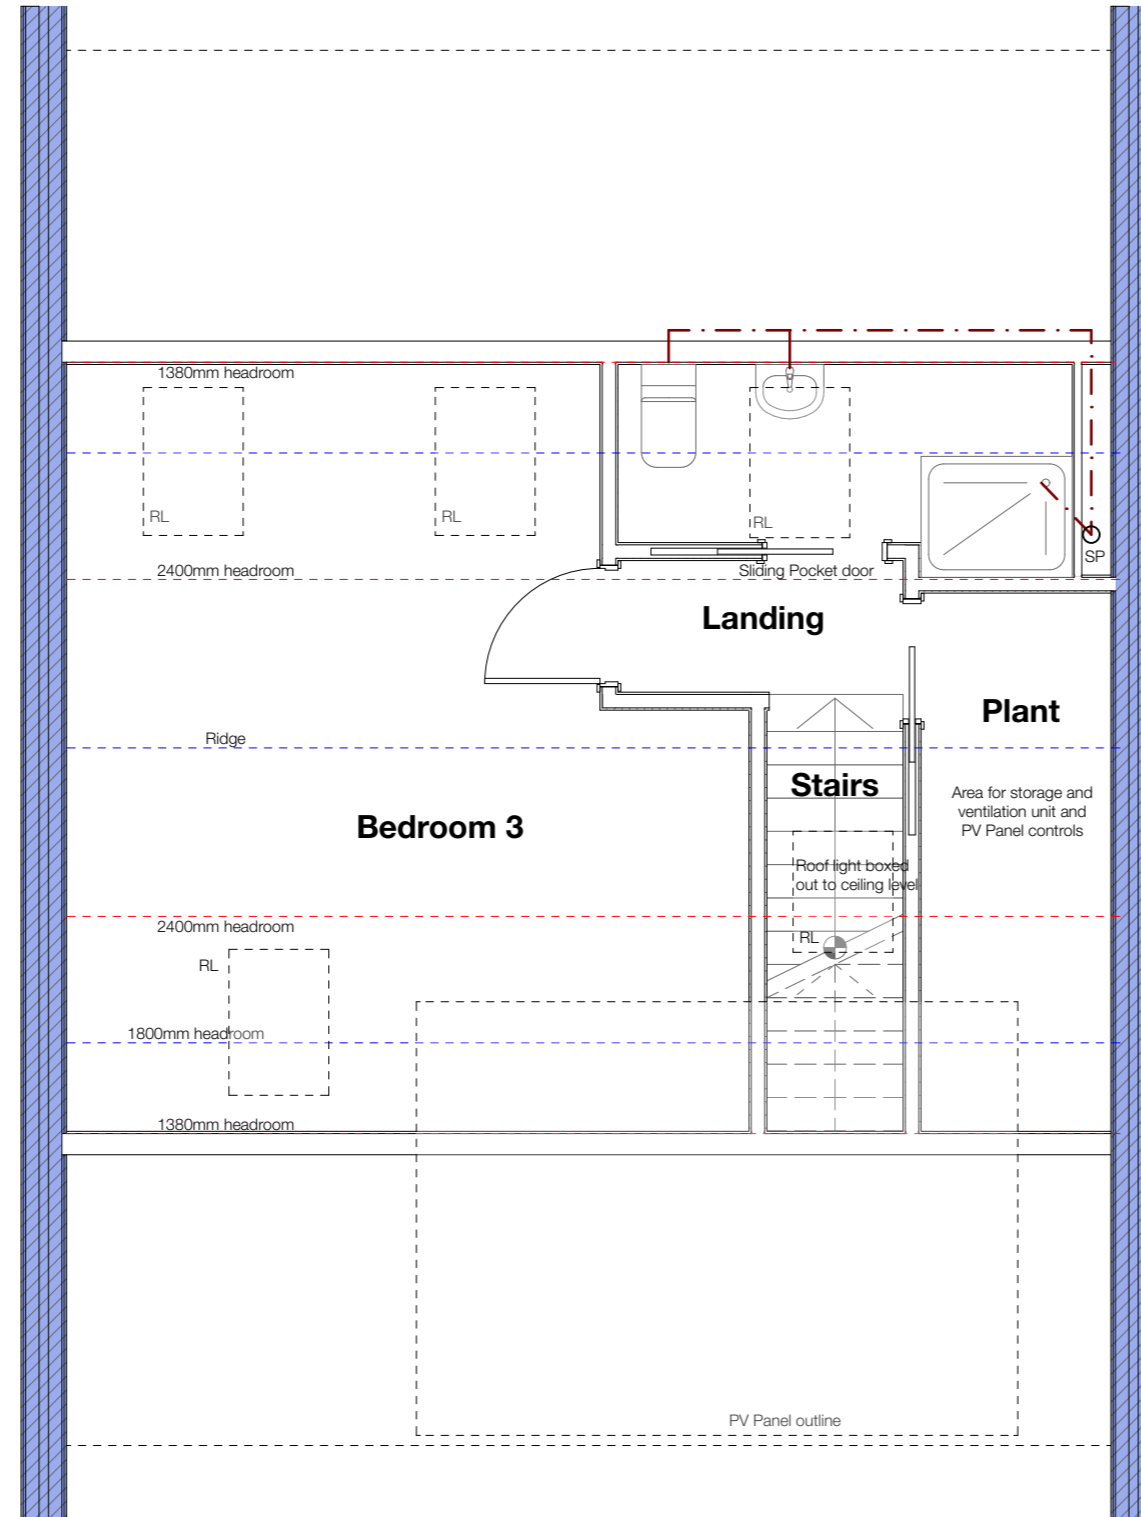 1380mm headroom
RL
RL
RL
SP
2400mm headroom
Sliding Pocket door
Landing
Plant
Ridge
Stairs
Area for storage and
ventilation unit and
PV Panel controls
Bedroom 3
Roof light boxed
out to ceiling level
2400mm headroom
RL
RL
1800mm headroom
1380mm headroom
PV Panel outline